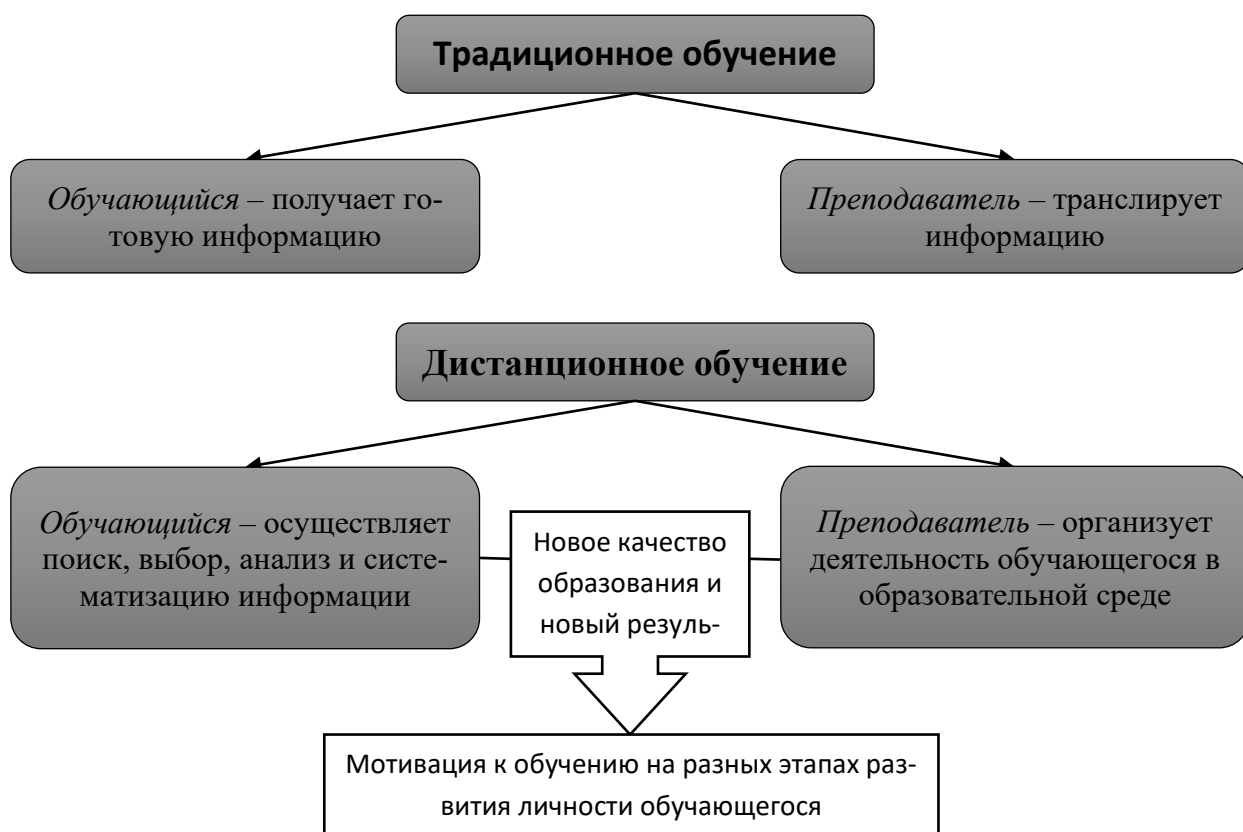 Традиционное обучение
Обучающийся – получает го-
товую информацию
Преподаватель – транслирует
информацию
Дистанционное обучение
Обучающийся – осуществляет
поиск, выбор, анализ и систе-
матизацию информации
Новое качество
образования и
новый резуль-
Преподаватель – организует
деятельность обучающегося в
образовательной среде
Мотивация к обучению на разных этапах раз-
вития личности обучающегося